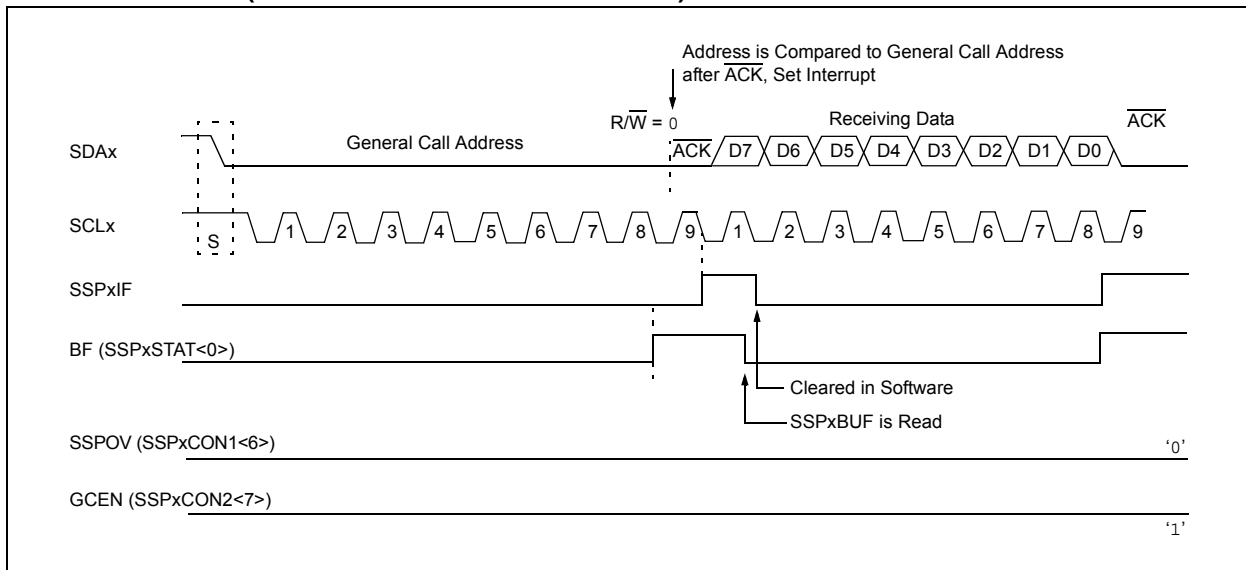 Address is Compared to General Call Address
after ACK, Set Interrupt
R/W = 0
Receiving Data
ACK
SDAx
General Call Address
ACK D7 D6 D5 D4 D3 D2 D1 D0
SCLx
S
1 2 3 4 5 6 7 8 9 1 2 3 4 5 6 7 8 9
SSPxIF
BF (SSPxSTAT<0>)
Cleared in Software
SSPxBUF is Read
SSPOV (SSPxCON1<6>)
‘0’
GCEN (SSPxCON2<7>)
‘1’